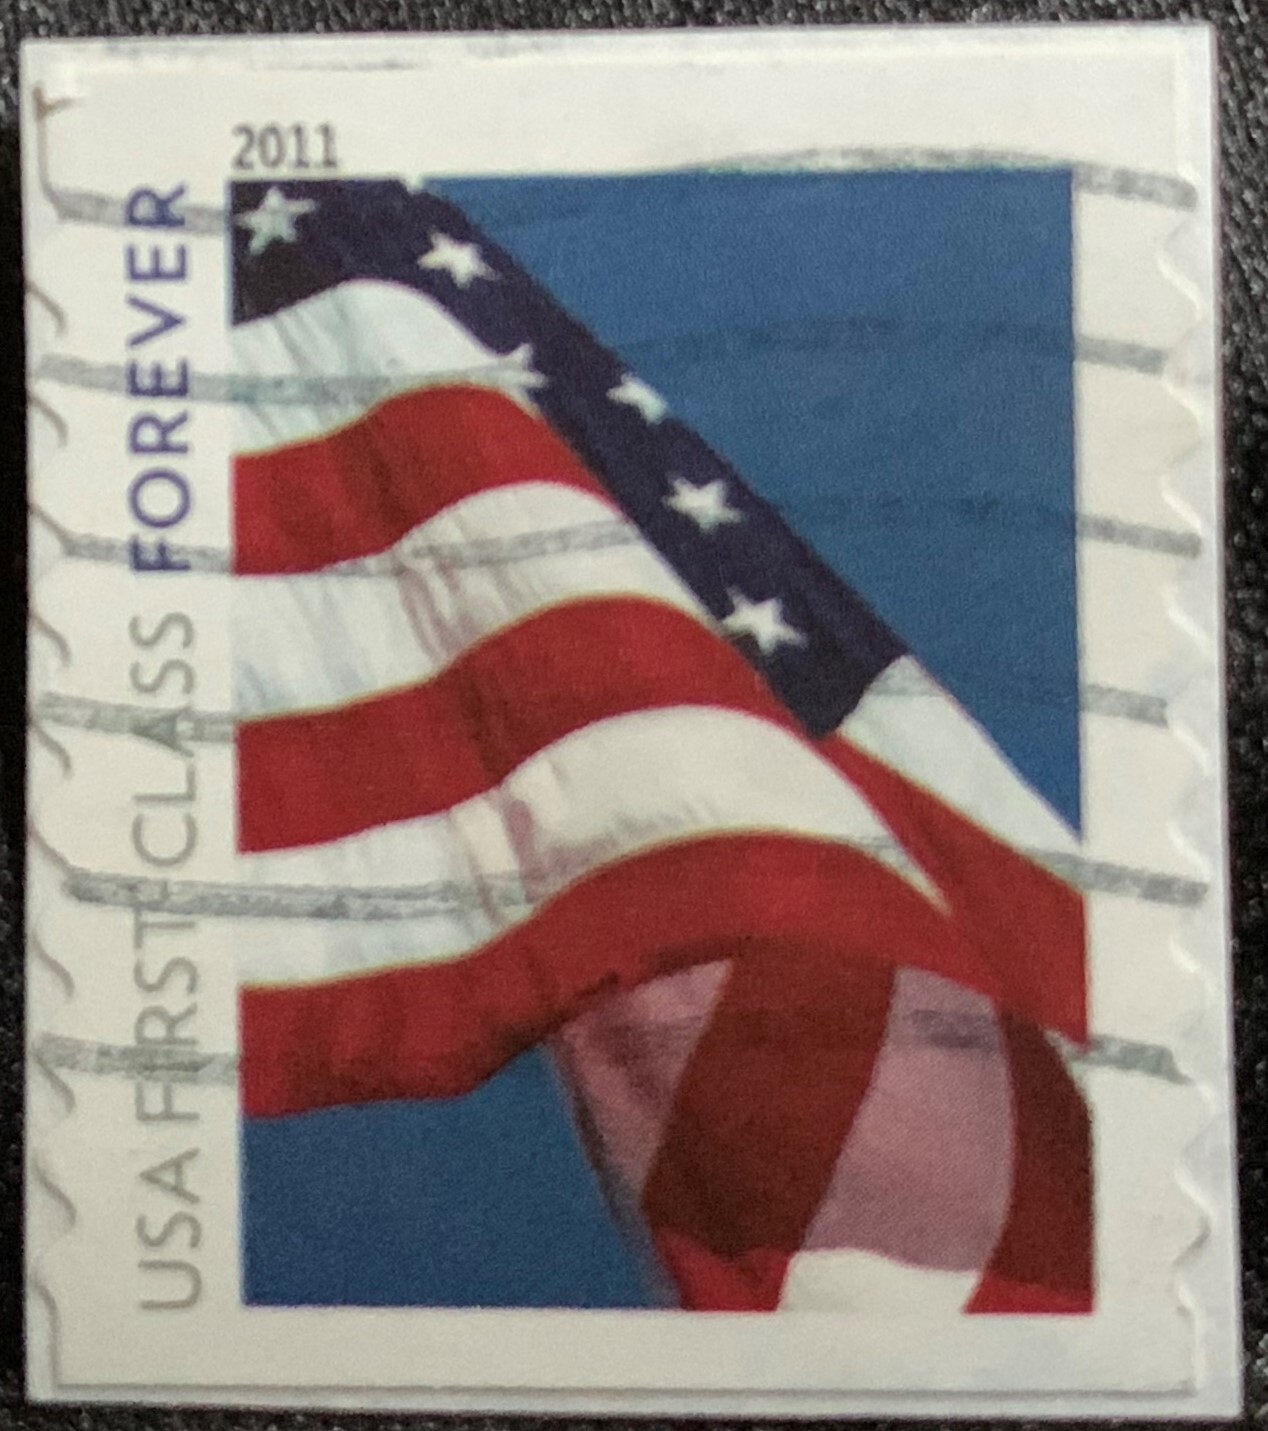 2011
USA FIRST-CLASS FOREVER